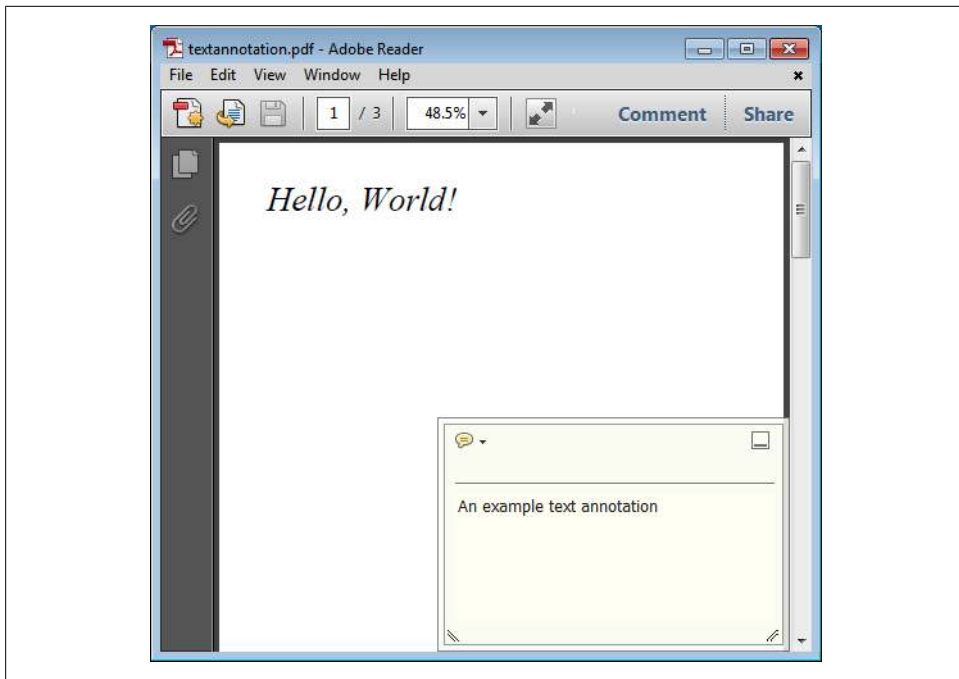 textannotation.pdf - Adobe Reader
File Edit View Window Help
1 / 3 48.5% Comment Share
Hello, World!
An example text annotation